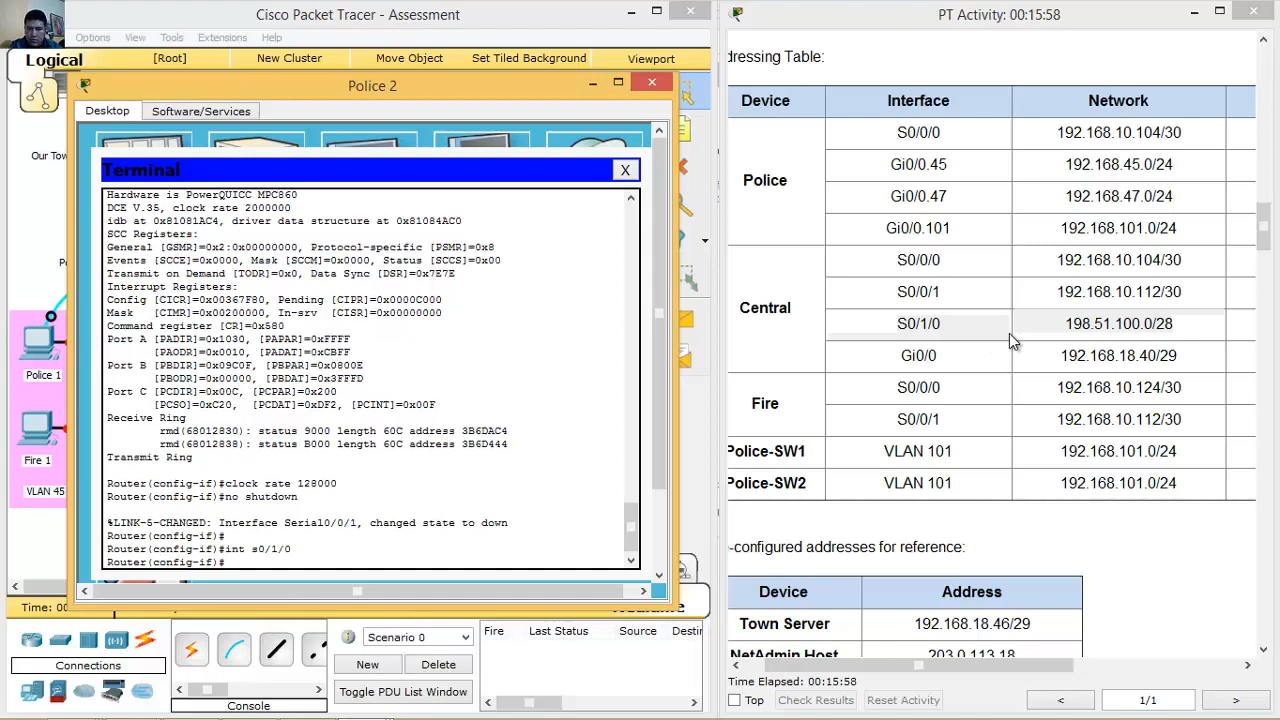 Cisco Packet Tracer - Assessment
Options View Tools Extensions Help
Logical [Root] New Cluster Move Object Set Tiled Background Viewport
Our Tow
Police 1
Fire 1
VLAN 45
Police 2
Desktop Software/Services
Terminal X
Hardware is PowerQUICC MPC860
DCE V.35, clock rate 2000000
idb at 0x81081AC4, driver data structure at 0x81084AC0
SCC Registers:
General [GSMR]=0x2:0x00000000, Protocol-specific [PSMR]=0x8
Events [SCCE]=0x0000, Mask [SCCM]=0x0000, Status [SCCS]=0x00
Transmit on Demand [TODR]=0x0, Data Sync [DSR]=0x7E7E
Interrupt Registers:
Config [CICR]=0x00367F80, Pending [CIPR]=0x0000C000
Mask [CIMR]=0x00200000, In-srv [CISR]=0x00000000
Command register [CR]=0x580
Port A [PADIR]=0x1030, [PAPAR]=0xFFFF
[PAODR]=0x0010, [PADAT]=0xCBFF
Port B [PBDIR]=0x09C0F, [PBPAR]=0x0800E
[PBODR]=0x00000, [PBDAT]=0x3FFFD
Port C [PCDIR]=0x00C, [PCPAR]=0x200
[PCSO]=0xC20, [PCDAT]=0xDF2, [PCINT]=0x00F
Receive Ring
rmd(68012830): status 9000 length 60C address 3B6DAC4
rmd(68012838): status B000 length 60C address 3B6D444
Transmit Ring
Router(config-if)#clock rate 128000
Router(config-if)#no shutdown
%LINK-5-CHANGED: Interface Serial0/0/1, changed state to down
Router(config-if)#
Router(config-if)#int s0/1/0
Router(config-if)#
Time: 00
Connections
Console
Scenario 0
New Delete
Toggle PDU List Window
Fire Last Status Source Destir
PT Activity: 00:15:58
dressing Table:
Device Interface Network
Police S0/0/0 192.168.10.104/30
Gi0/0.45 192.168.45.0/24
Gi0/0.47 192.168.47.0/24
Gi0/0.101 192.168.101.0/24
Central S0/0/0 192.168.10.104/30
S0/0/1 192.168.10.112/30
S0/1/0 198.51.100.0/28
Gi0/0 192.168.18.40/29
Fire S0/0/0 192.168.10.124/30
S0/0/1 192.168.10.112/30
Police-SW1 VLAN 101 192.168.101.0/24
Police-SW2 VLAN 101 192.168.101.0/24
-configured addresses for reference:
Device Address
Town Server 192.168.18.46/29
NetAdmin Host 203.0.113.18
Time Elapsed: 00:15:58
Top Check Results Reset Activity < 1/1 >